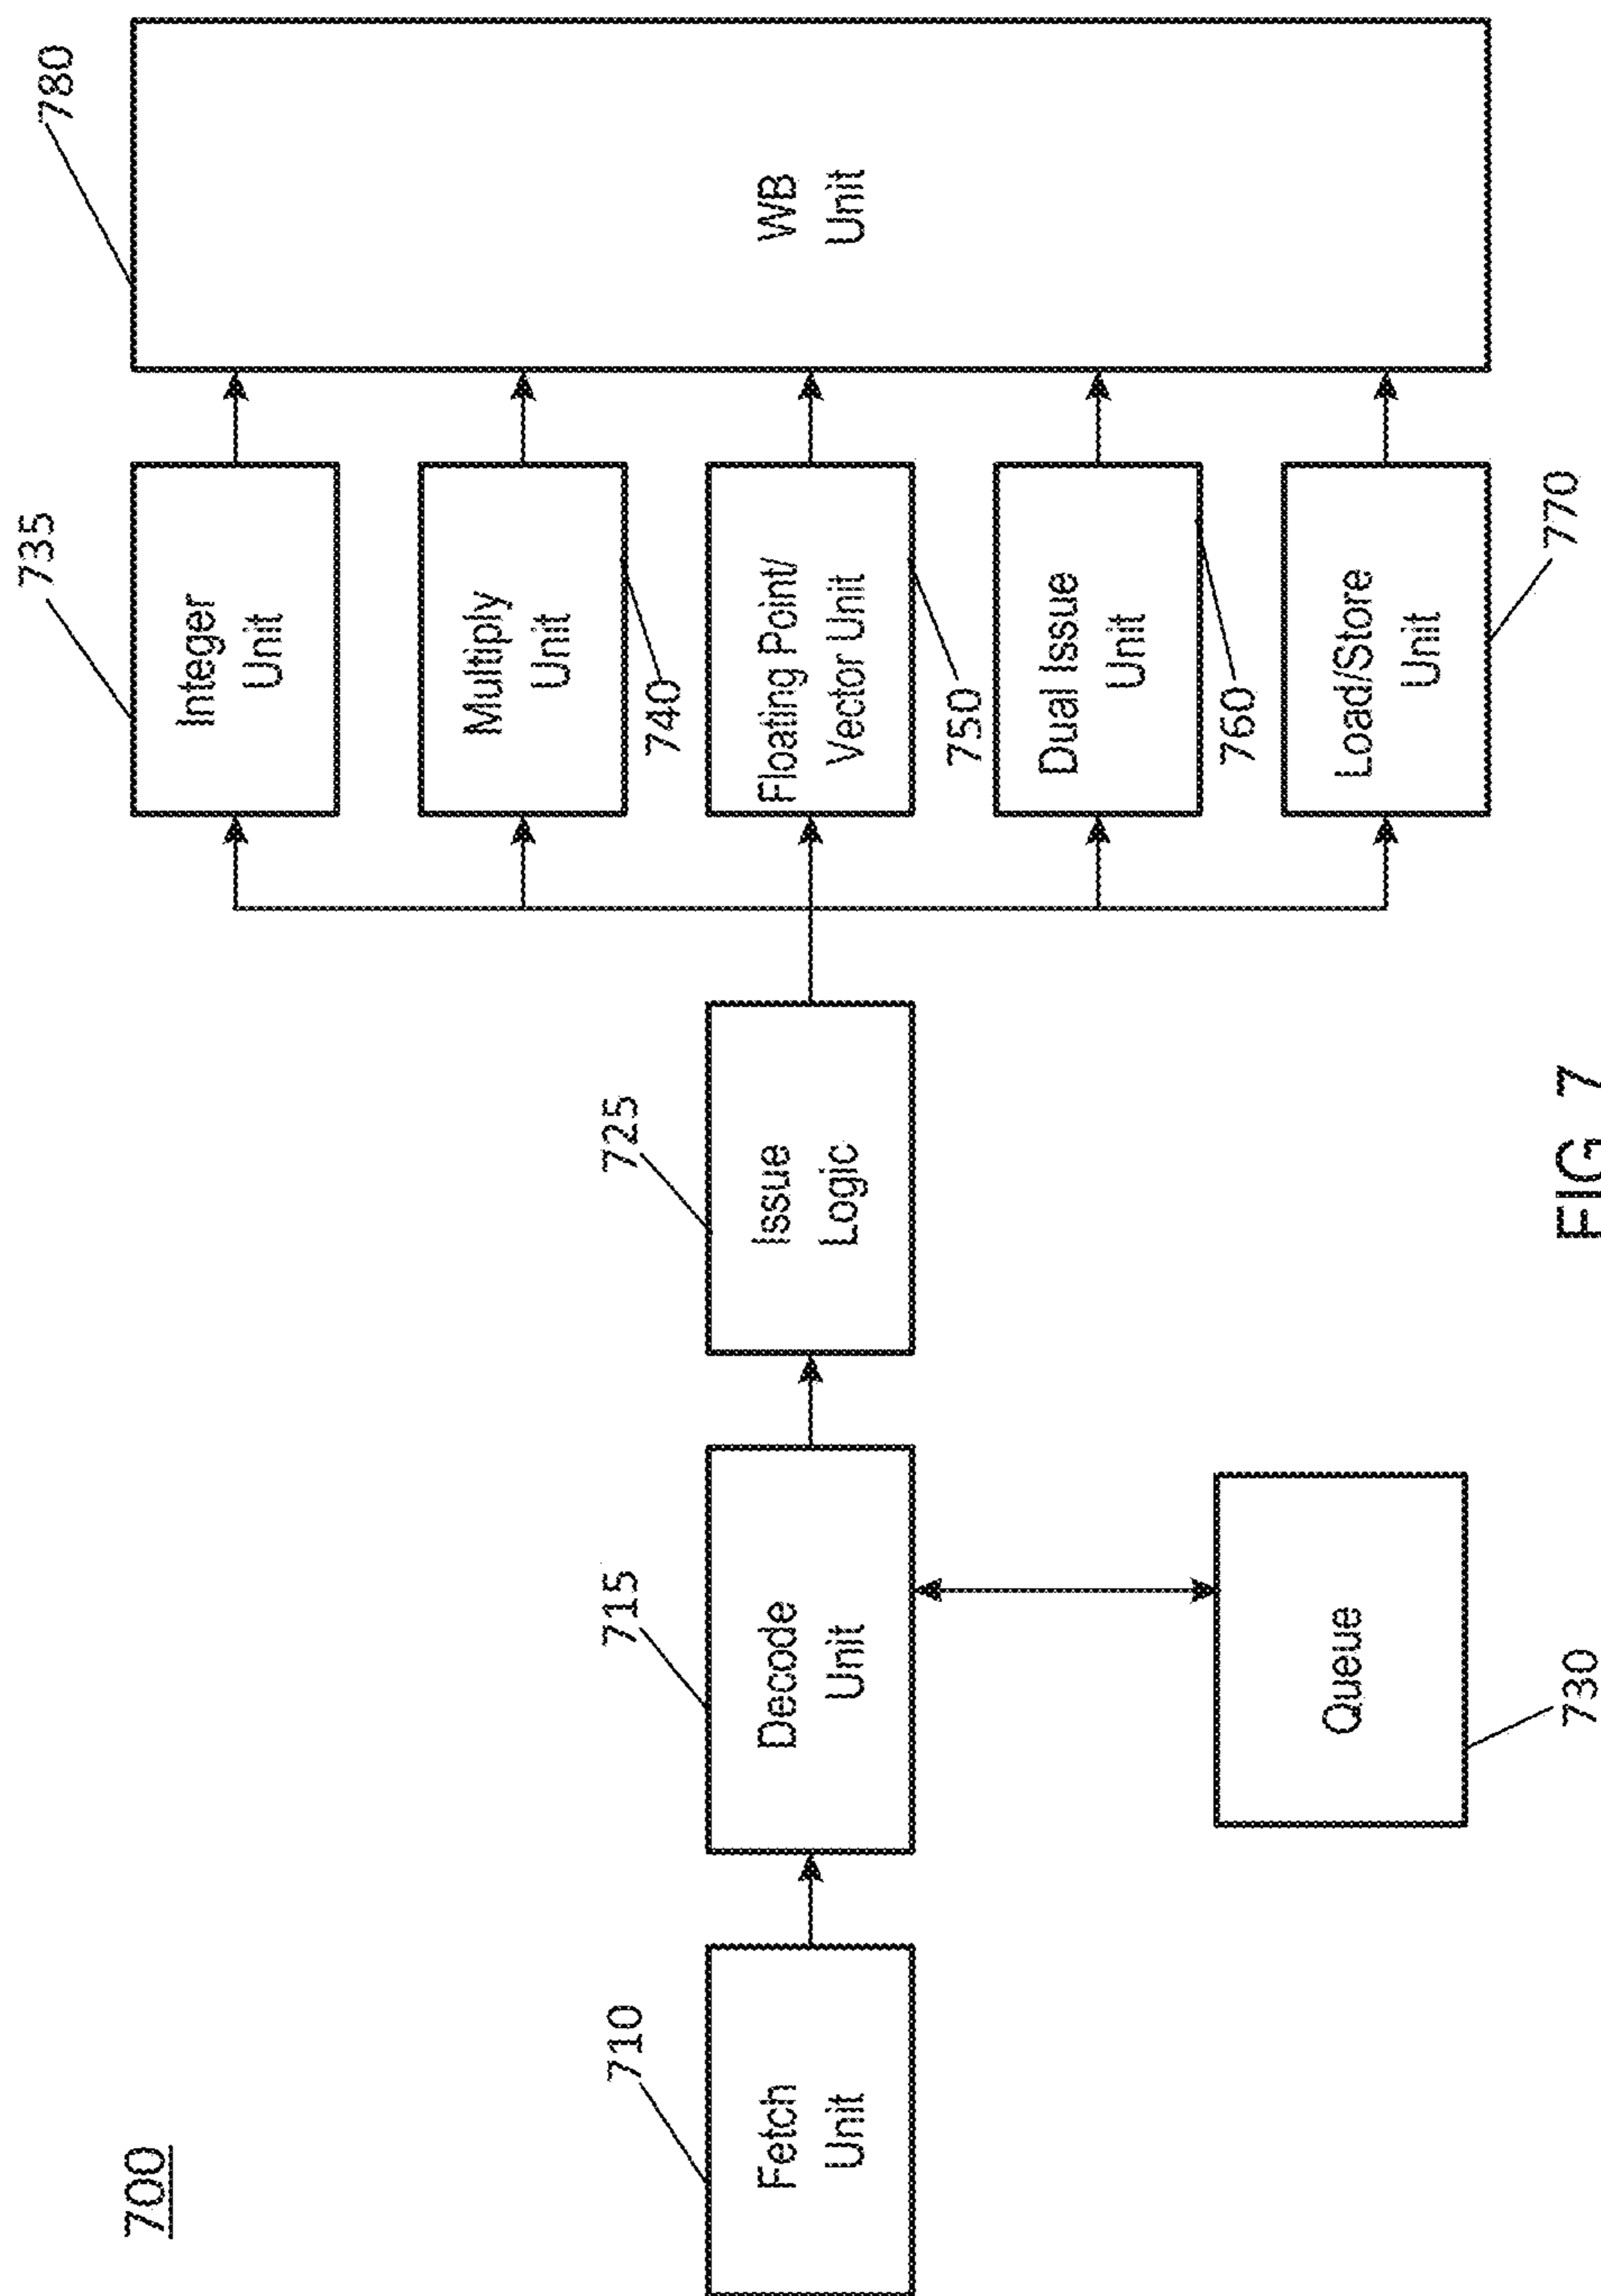 700
710
Fetch
Unit
715
Decode
Unit
Queue
730
725
Issue
Logic
735
Integer
Unit
Multiply
Unit
740
Floating Point/
Vector Unit
750
Dual Issue
Unit
760
Load/Store
Unit
770
780
WB
Unit
FIG. 7